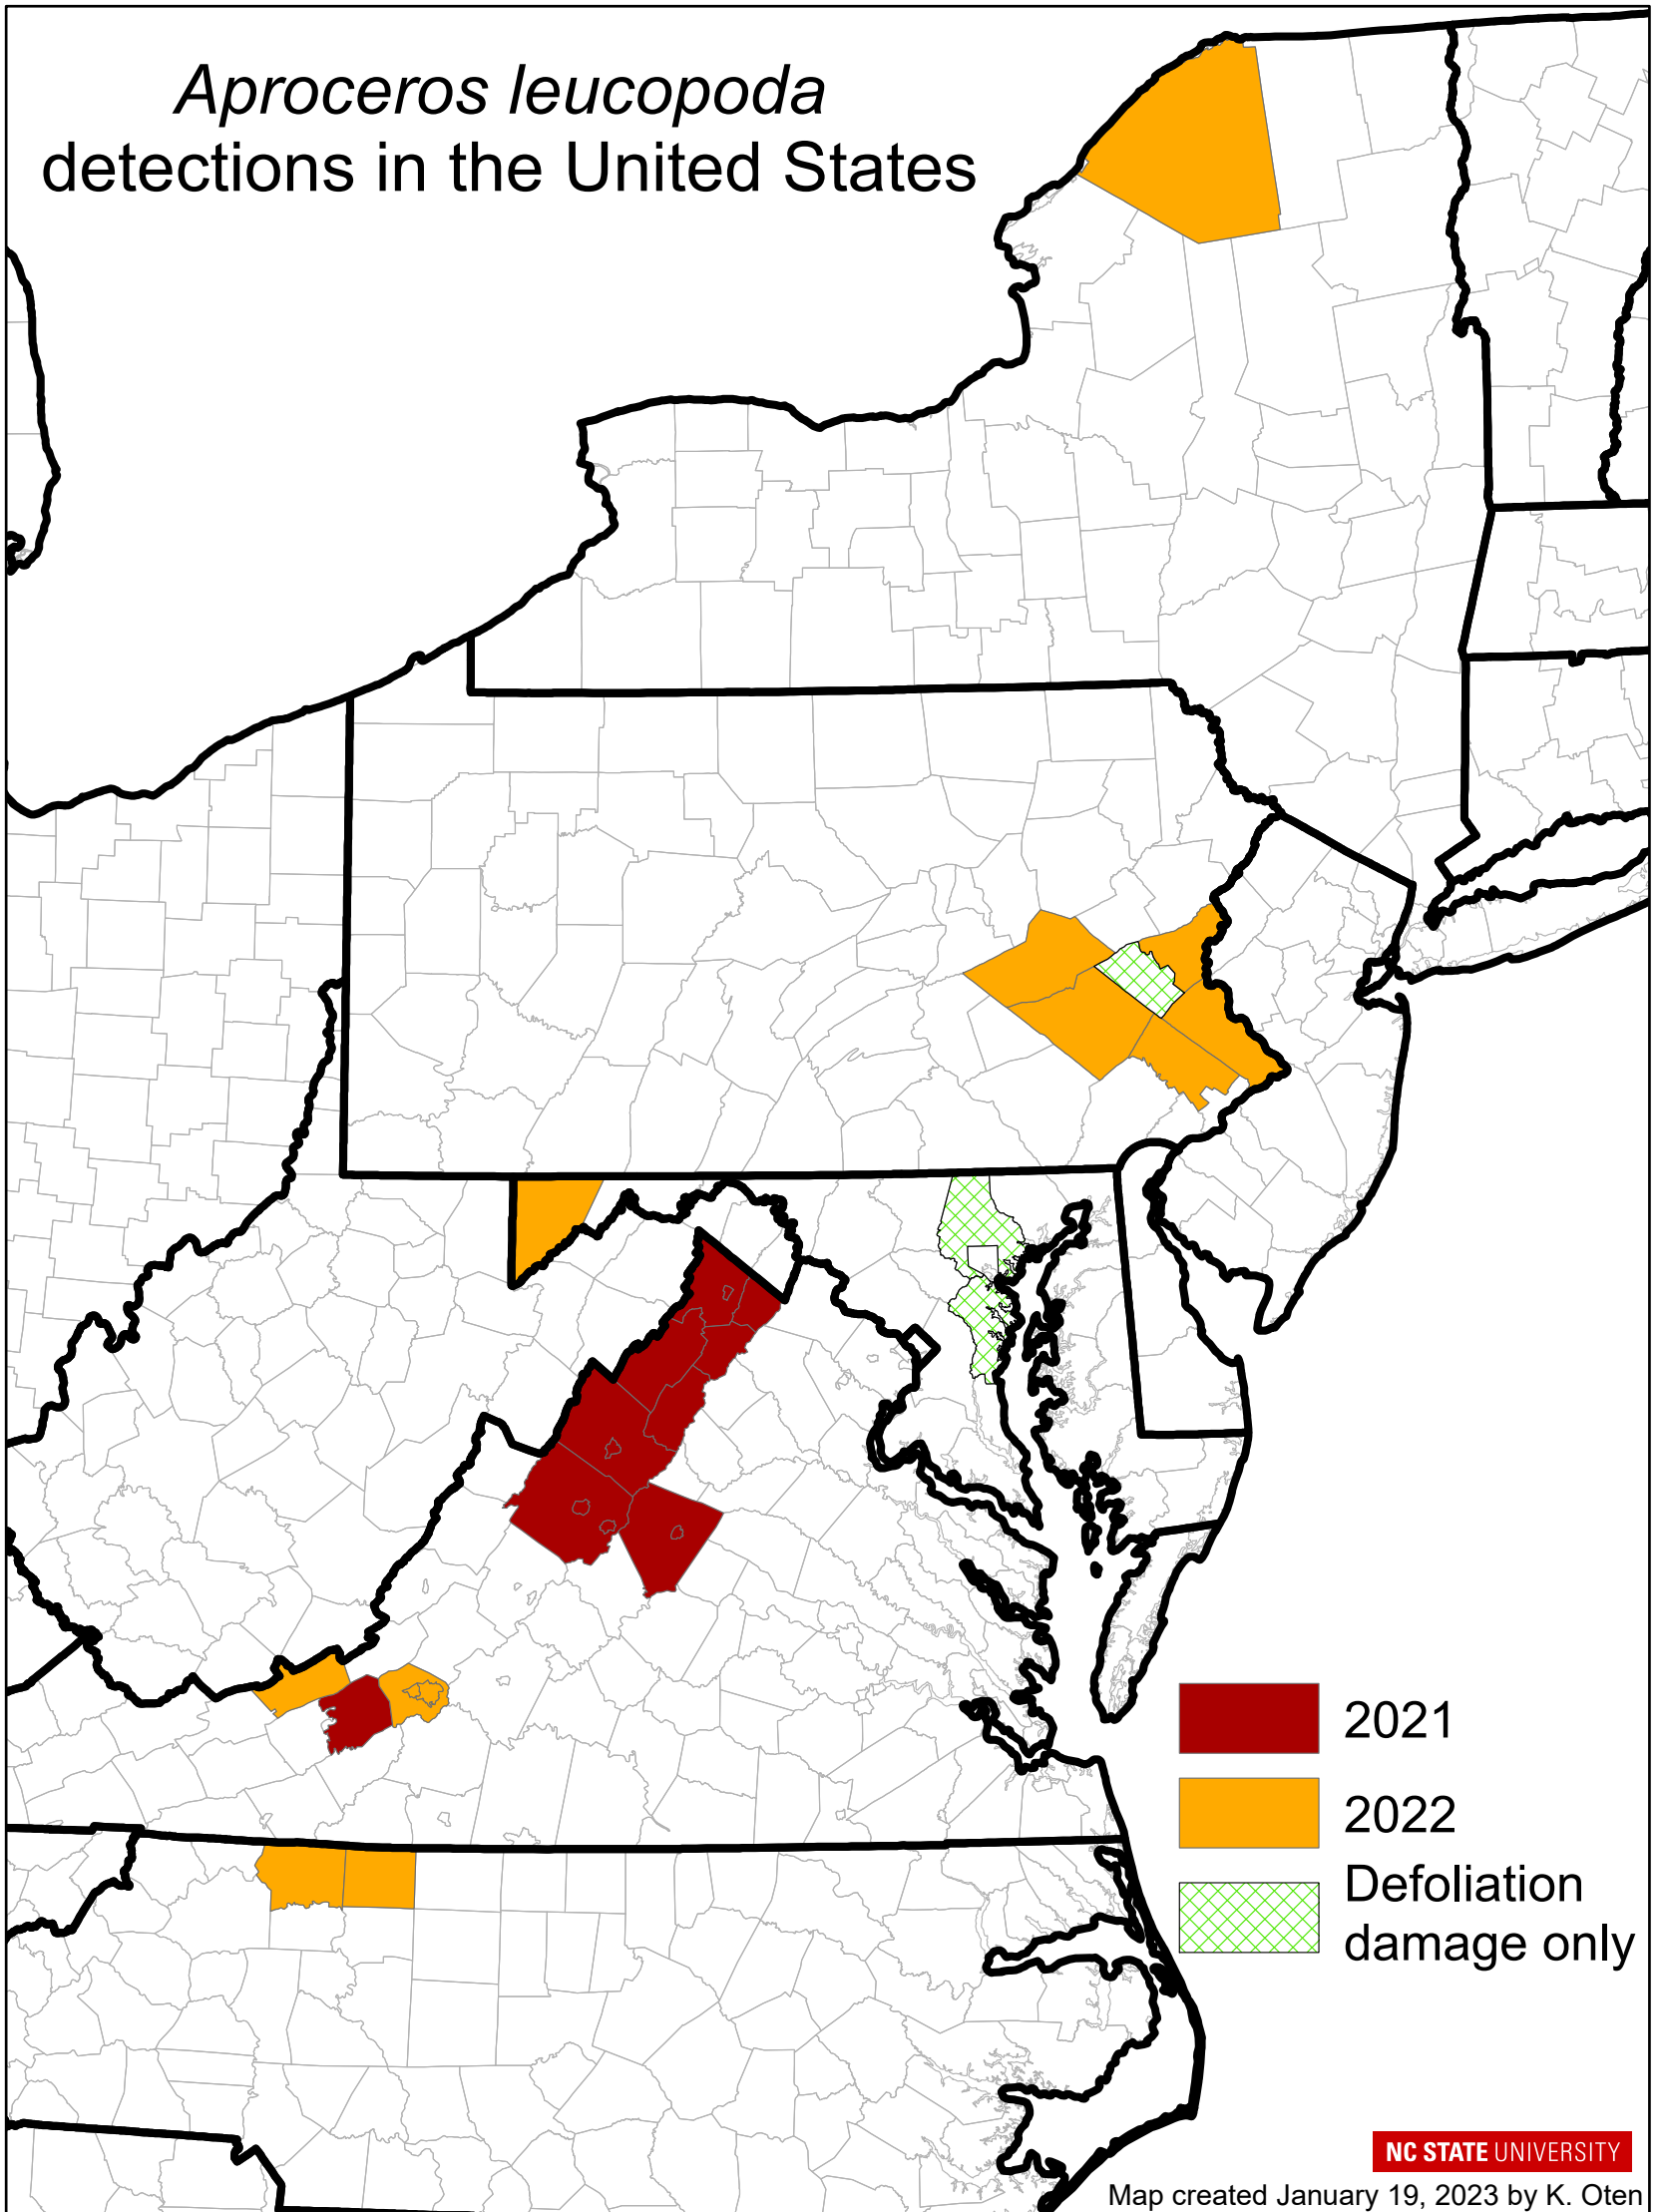 Aproceros leucopoda
detections in the United States
2021
2022
Defoliation
damage only
NC STATE UNIVERSITY
Map created January 19, 2023 by K. Oten